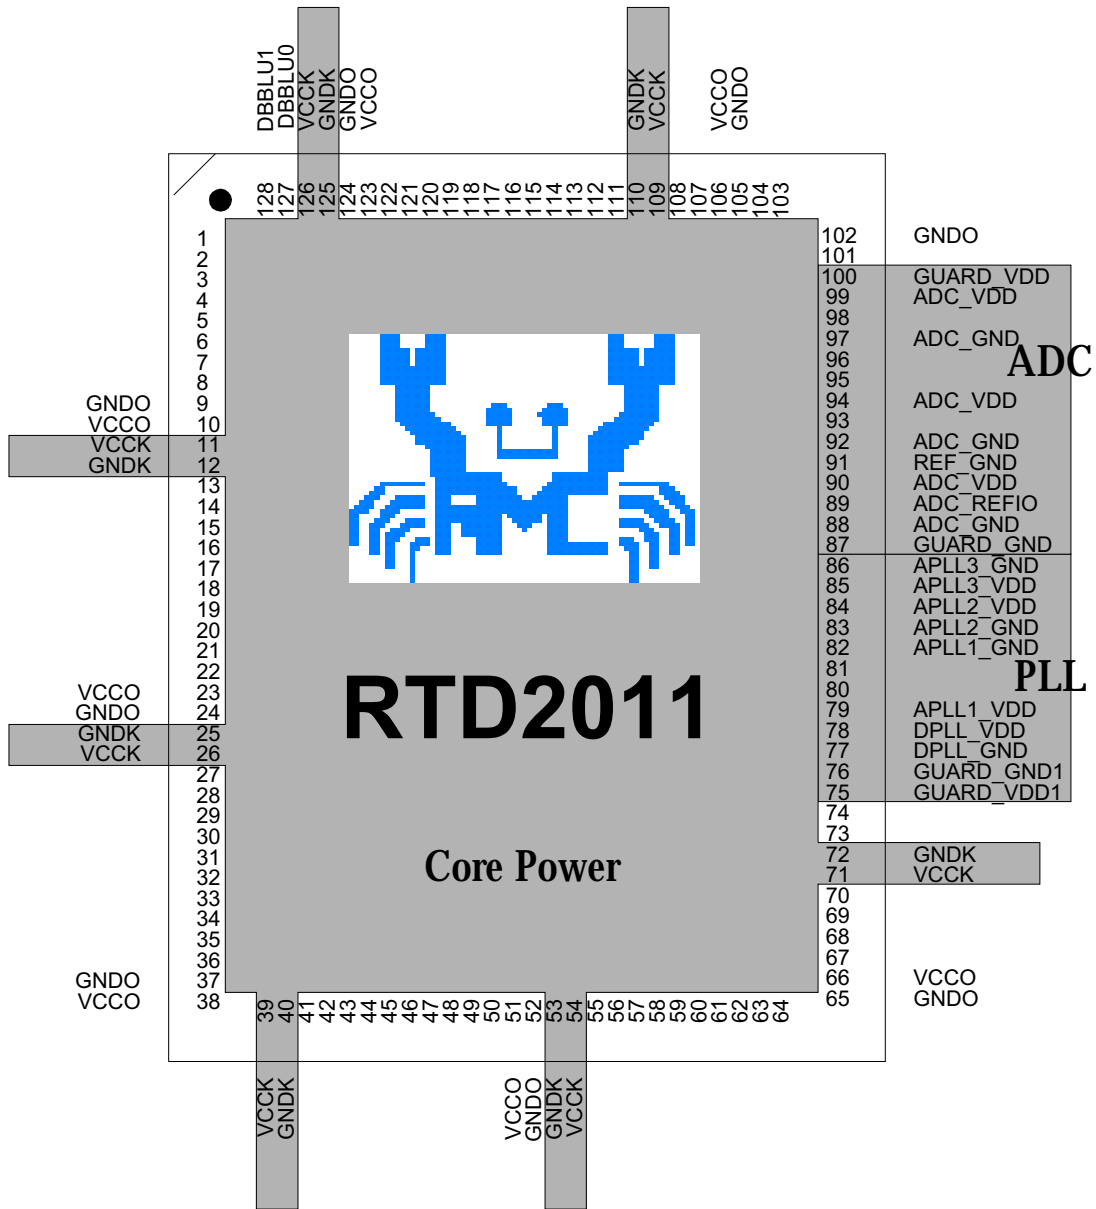 DBBLU1
DBBLU0
VCCK
GNDK
GNDO
VCCO
GNDK
VCCK
VCCO
GNDO
128
127
126
125
124
123
122
121
120
119
118
117
116
115
114
113
112
111
110
109
108
107
106
105
104
103
1
2
3
4
5
6
7
8
GNDO 9
VCCO 10
VCCK 11
GNDK 12
13
14
15
16
17
18
19
20
21
22
VCCO 23
GNDO 24
GNDK 25
VCCK 26
27
28
29
30
31
32
33
34
35
36
GNDO 37
VCCO 38
RTD2011
Core Power
102 GNDO
101
100 GUARD_VDD
99 ADC_VDD
98
97 ADC_GND
ADC
96
95
94 ADC_VDD
93
92 ADC_GND
91 REF_GND
90 ADC_VDD
89 ADC_REFIO
88 ADC_GND
87 GUARD_GND
86 APLL3_GND
85 APLL3_VDD
84 APLL2_VDD
83 APLL2_GND
82 APLL1_GND
81
PLL
80
79 APLL1_VDD
78 DPLL_VDD
77 DPLL_GND
76 GUARD_GND1
75 GUARD_VDD1
74
73
72 GNDK
71 VCCK
70
69
68
67
66 VCCO
65 GNDO
39
40
41
42
43
44
45
46
47
48
49
50
51
52
53
54
55
56
57
58
59
60
61
62
63
64
VCCK
GNDK
VCCO
GNDO
GNDK
VCCK